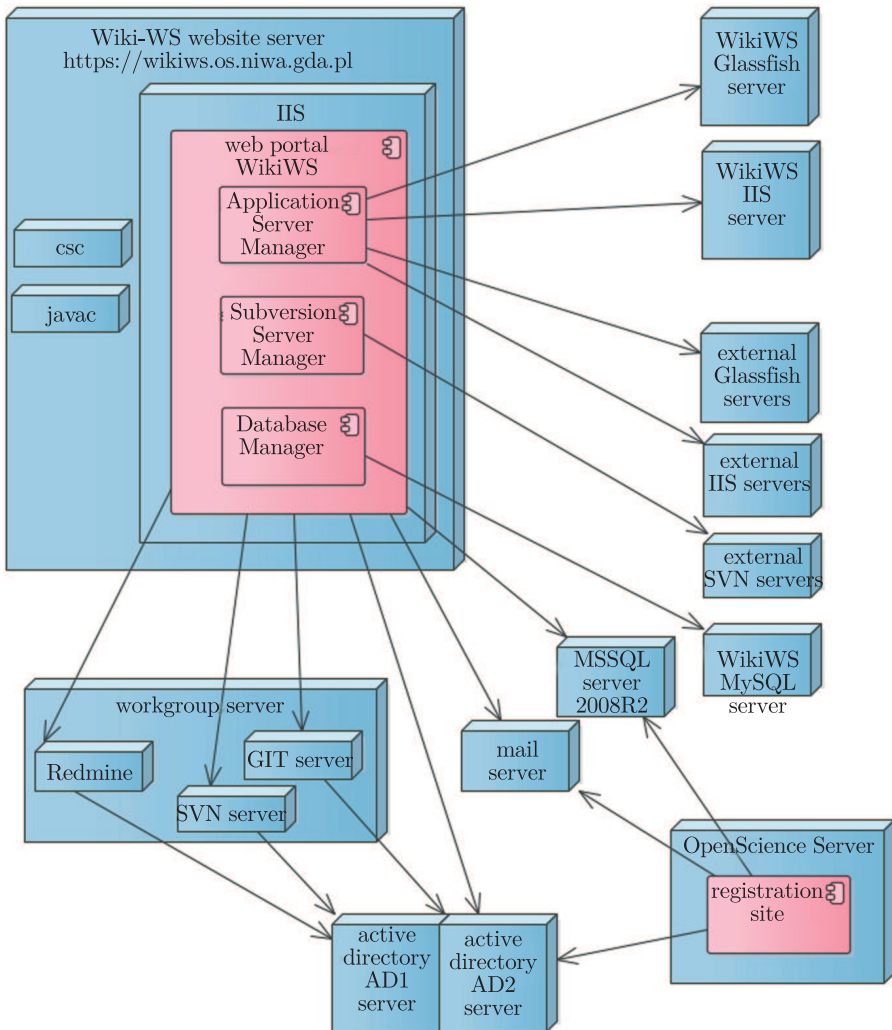 Wiki-WS website server
https://wikiws.os.niwa.gda.pl
IIS
web portal
WikiWS
Application
Server
Manager
Subversion
Server
Manager
Database
Manager
csc
javac
WikiWS
Glassfish
server
WikiWS
IIS
server
external
Glassfish
servers
external
IIS servers
external
SVN servers
WikiWS
MySQL
server
MSSQL
server
2008R2
mail
server
workgroup server
Redmine
GIT server
SVN server
OpenScience Server
registration
site
active
directory
AD1
server
active
directory
AD2
server